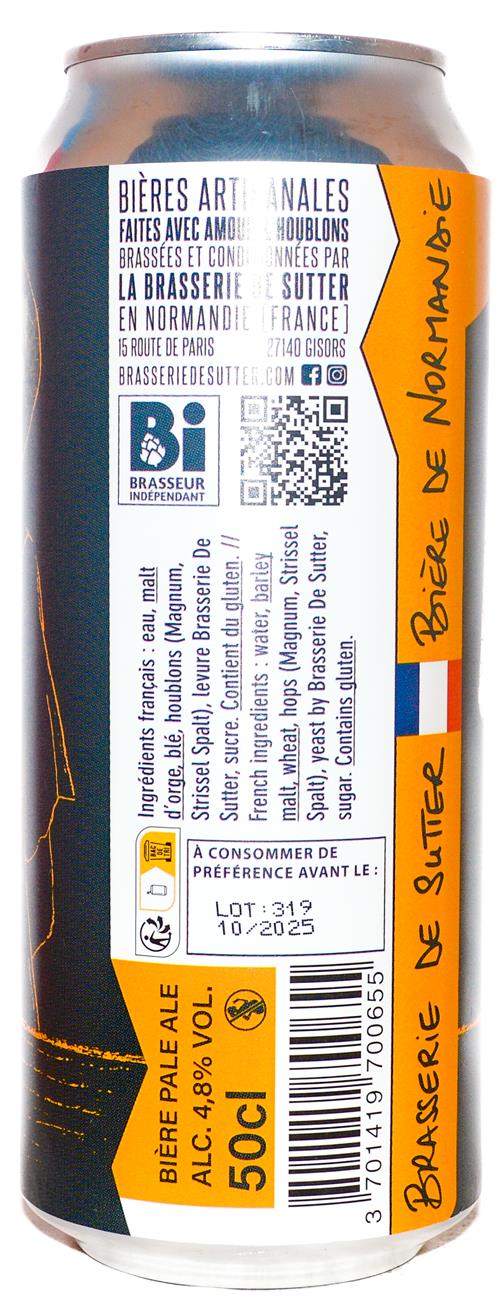 BIÈRES ARTISANALES
FAITES AVEC AMOUR & HOUBLONS
BRASSÉES ET CONDITIONNÉES PAR
LA BRASSERIE DE SUTTER
EN NORMANDIE [FRANCE]
15 ROUTE DE PARIS 27140 GISORS
BRASSERIEDESUTTER.COM
Bi
BRASSEUR
INDÉPENDANT
Ingrédients français : eau, malt
d'orge, blé, houblons (Magnum,
Strissel Spalt), levure Brasserie De
Sutter, sucre. Contient du gluten. //
French ingredients : water, barley
malt, wheat, hops (Magnum, Strissel
Spalt), yeast by Brasserie De Sutter,
sugar. Contains gluten.
BAC
DE
TRI
À CONSOMMER DE
PRÉFÉRENCE AVANT LE :
LOT:319
10/2025
BIÈRE PALE ALE
ALC. 4,8% VOL.
50cl
3 701419 700655
BRASSERIE DE SUTTER BIÈRE DE NORMANDIE